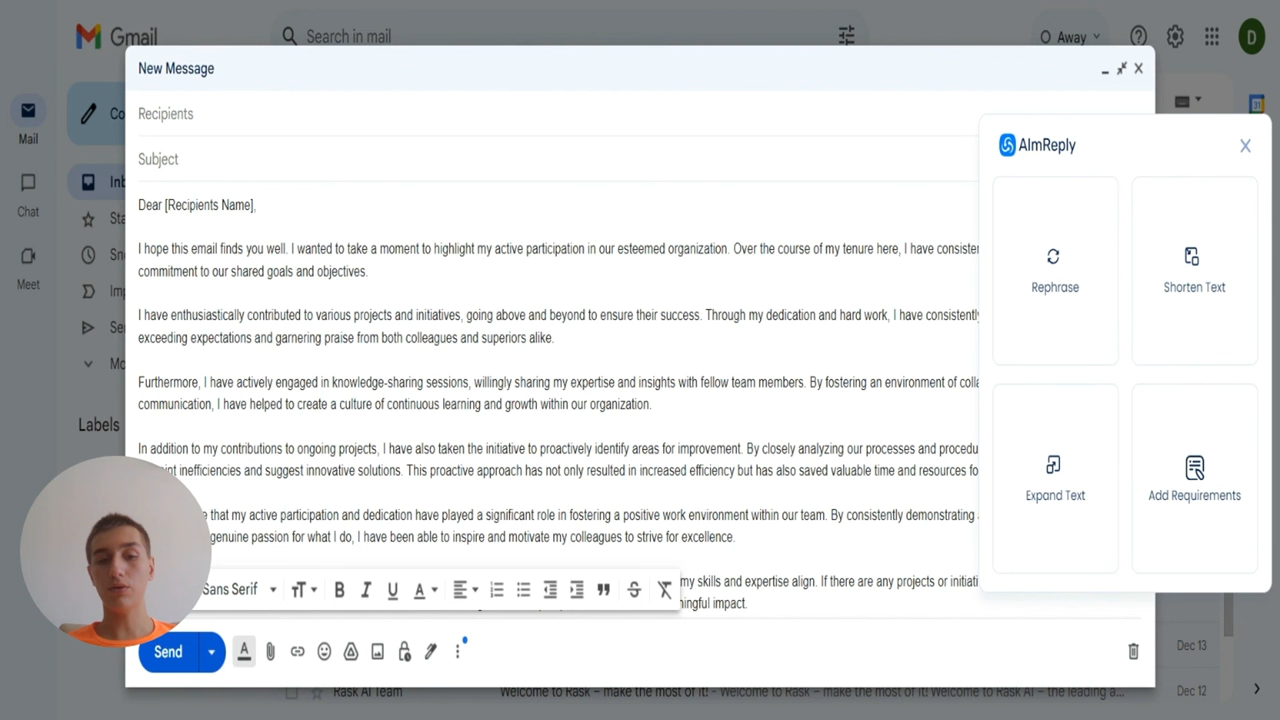 Gmail
Search in mail
Away
D
New Message
Mail
Recipients
31
AImReply
Subject
Chat
Dear [Recipients Name],
I hope this email finds you well. I wanted to take a moment to highlight my active participation in our esteemed organization. Over the course of my tenure here, I have
commitment to our shared goals and objectives.
Meet
Rephrase
Shorten Text
I have enthusiastically contributed to various projects and initiatives, going above and beyond to ensure their success. Through my dedication and hard work, I have
exceeding expectations and garnering praise from both colleagues and superiors alike.
Furthermore, I have actively engaged in knowledge-sharing sessions, willingly sharing my expertise and insights with fellow team members. By fostering an environment of
communication, I have helped to create a culture of continuous learning and growth within our organization.
Labels
In addition to my contributions to ongoing projects, I have also taken the initiative to proactively identify areas for improvement. By closely analyzing our processes and
inefficiencies and suggest innovative solutions. This proactive approach has not only resulted in increased efficiency but has also saved valuable time and resources
Expand Text
Add Requirements
that my active participation and dedication have played a significant role in fostering a positive work environment within our team. By consistently demonstrating
genuine passion for what I do, I have been able to inspire and motivate my colleagues to strive for excellence.
my skills and expertise align. If there are any projects or
impact.
Sans Serif
B I U A
Send
Dec 13
Rask AI Team
Welcome to Rask – make the most of it! - Welcome to Rask – make the most of it! Welcome to Rask AI – the leading a...
Dec 12